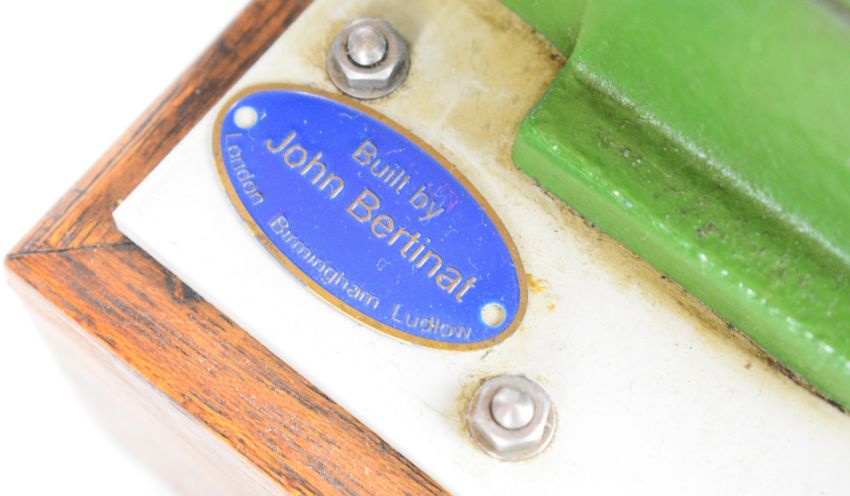 Built by
John Bertinat
London Birmingham Ludlow